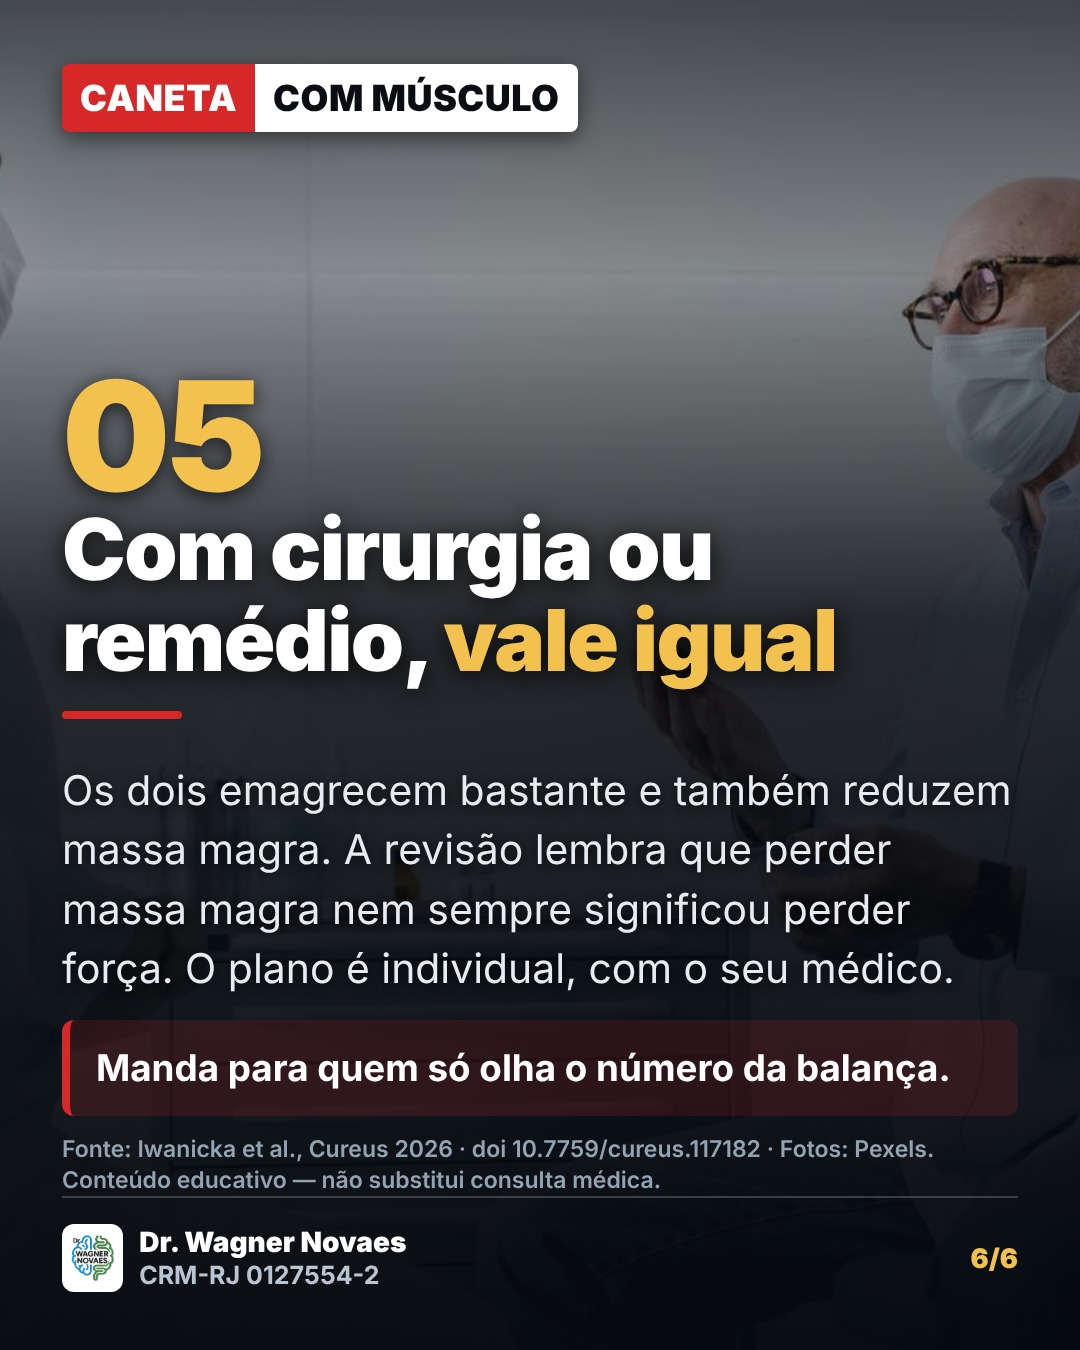 CANETA COM MÚSCULO
05
Com cirurgia ou
remédio, vale igual
Os dois emagrecem bastante e também reduzem
massa magra. A revisão lembra que perder
massa magra nem sempre significou perder
força. O plano é individual, com o seu médico.
Manda para quem só olha o número da balança.
Fonte: Iwanicka et al., Cureus 2026 · doi 10.7759/cureus.117182 · Fotos: Pexels.
Conteúdo educativo — não substitui consulta médica.
Dr.
WAGNER
NOVAES
Dr. Wagner Novaes
CRM-RJ 0127554-2
6/6